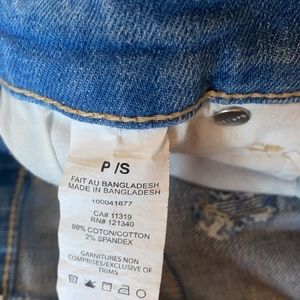 P /S
FAIT AU BANGLADESH
MADE IN BANGLADESH
100041677
CA# 11319
RN# 121340
98% COTON/COTTON
2% SPANDEX
GARNITURES NON
COMPRISES/EXCLUSIVE OF
TRIMS